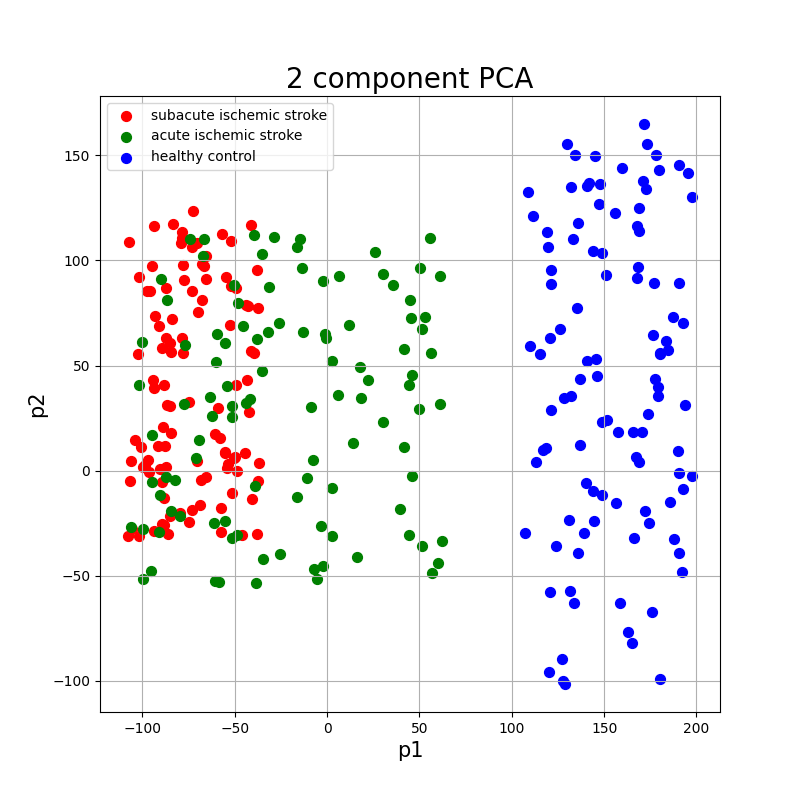 2 component PCA
subacute ischemic stroke
acute ischemic stroke
healthy control
150
100
50
0
−50
−100
p2
−100 −50 0 50 100 150 200
p1